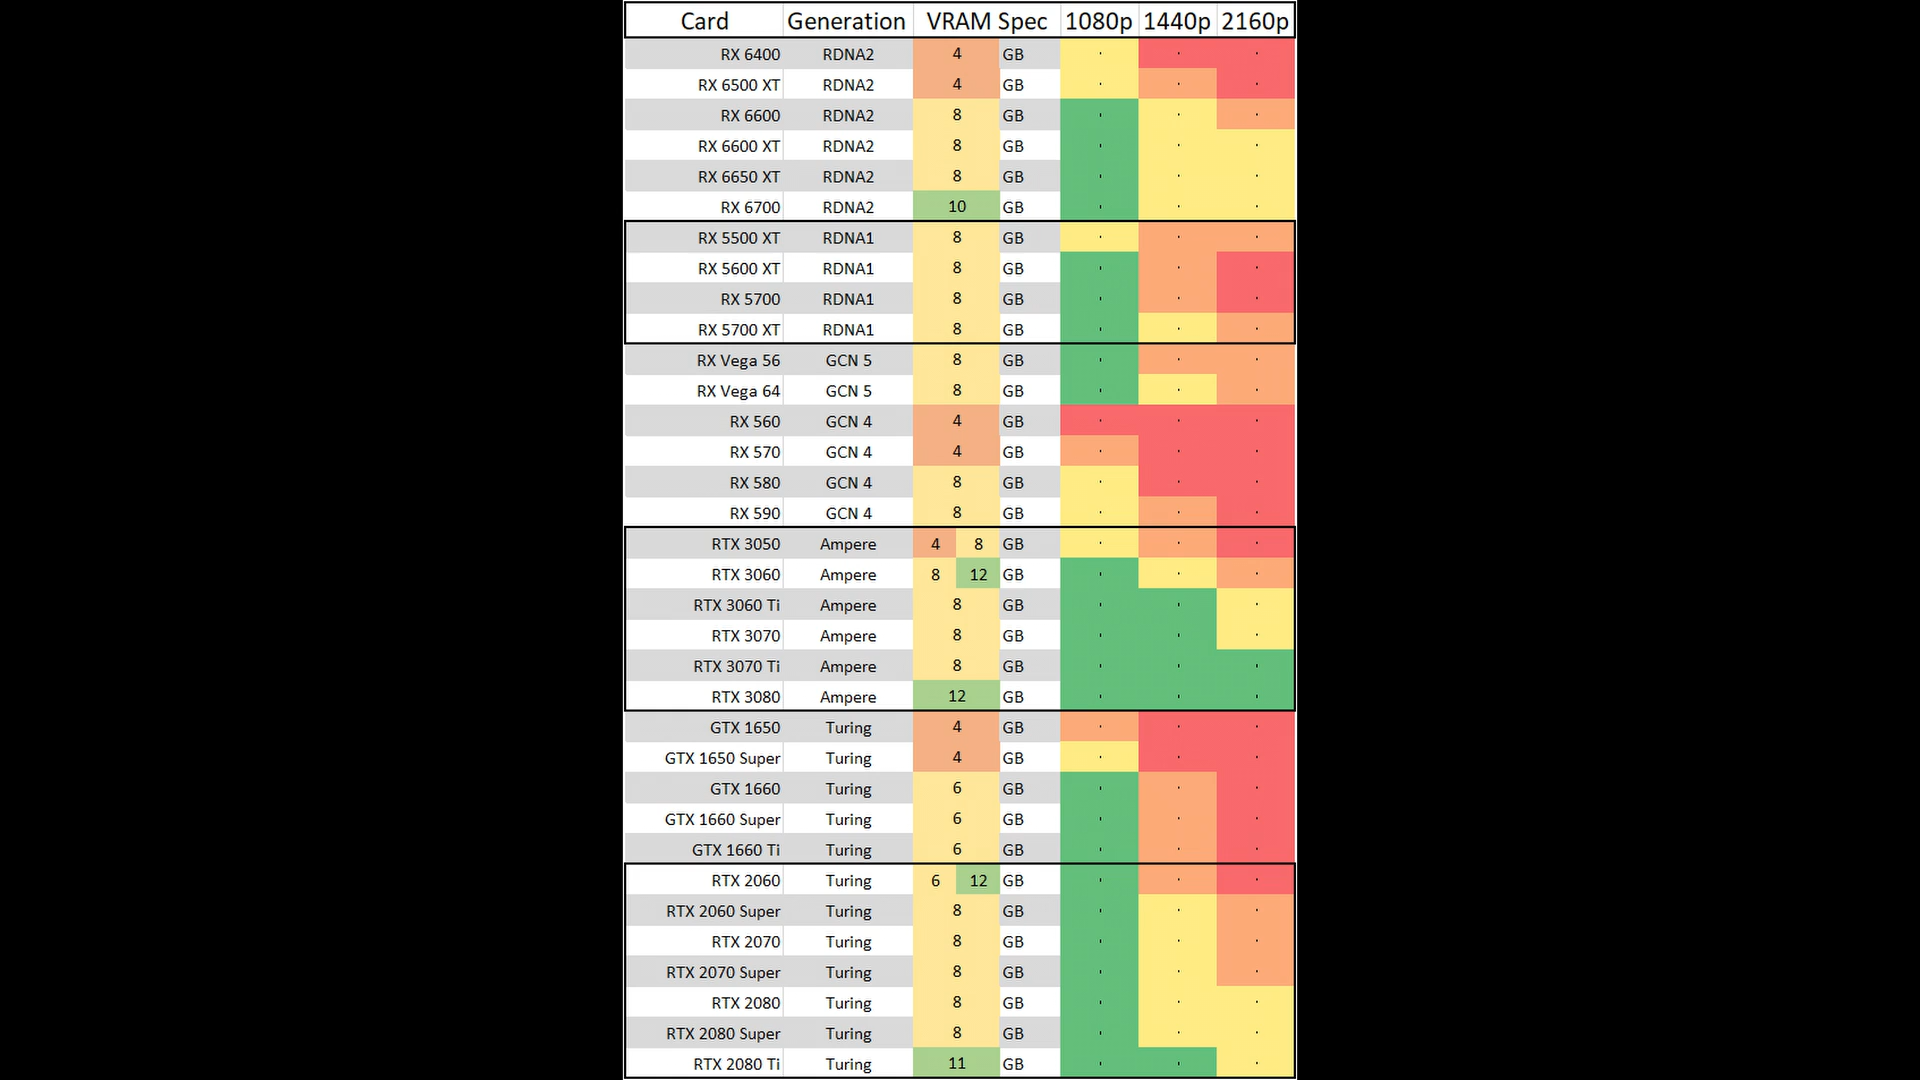 Card Generation VRAM Spec 1080p 1440p 2160p
RX 6400 RDNA2 4 GB
RX 6500 XT RDNA2 4 GB
RX 6600 RDNA2 8 GB
RX 6600 XT RDNA2 8 GB
RX 6650 XT RDNA2 8 GB
RX 6700 RDNA2 10 GB
RX 5500 XT RDNA1 8 GB
RX 5600 XT RDNA1 8 GB
RX 5700 RDNA1 8 GB
RX 5700 XT RDNA1 8 GB
RX Vega 56 GCN 5 8 GB
RX Vega 64 GCN 5 8 GB
RX 560 GCN 4 4 GB
RX 570 GCN 4 4 GB
RX 580 GCN 4 8 GB
RX 590 GCN 4 8 GB
RTX 3050 Ampere 4 8 GB
RTX 3060 Ampere 8 12 GB
RTX 3060 Ti Ampere 8 GB
RTX 3070 Ampere 8 GB
RTX 3070 Ti Ampere 8 GB
RTX 3080 Ampere 12 GB
GTX 1650 Turing 4 GB
GTX 1650 Super Turing 4 GB
GTX 1660 Turing 6 GB
GTX 1660 Super Turing 6 GB
GTX 1660 Ti Turing 6 GB
RTX 2060 Turing 6 12 GB
RTX 2060 Super Turing 8 GB
RTX 2070 Turing 8 GB
RTX 2070 Super Turing 8 GB
RTX 2080 Turing 8 GB
RTX 2080 Super Turing 8 GB
RTX 2080 Ti Turing 11 GB